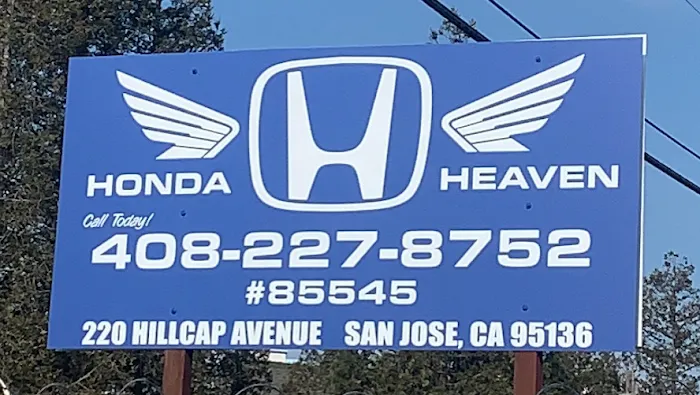 HONDA HEAVEN
Call Today!
408-227-8752
#85545
220 HILLCAP AVENUE SAN JOSE, CA 95136